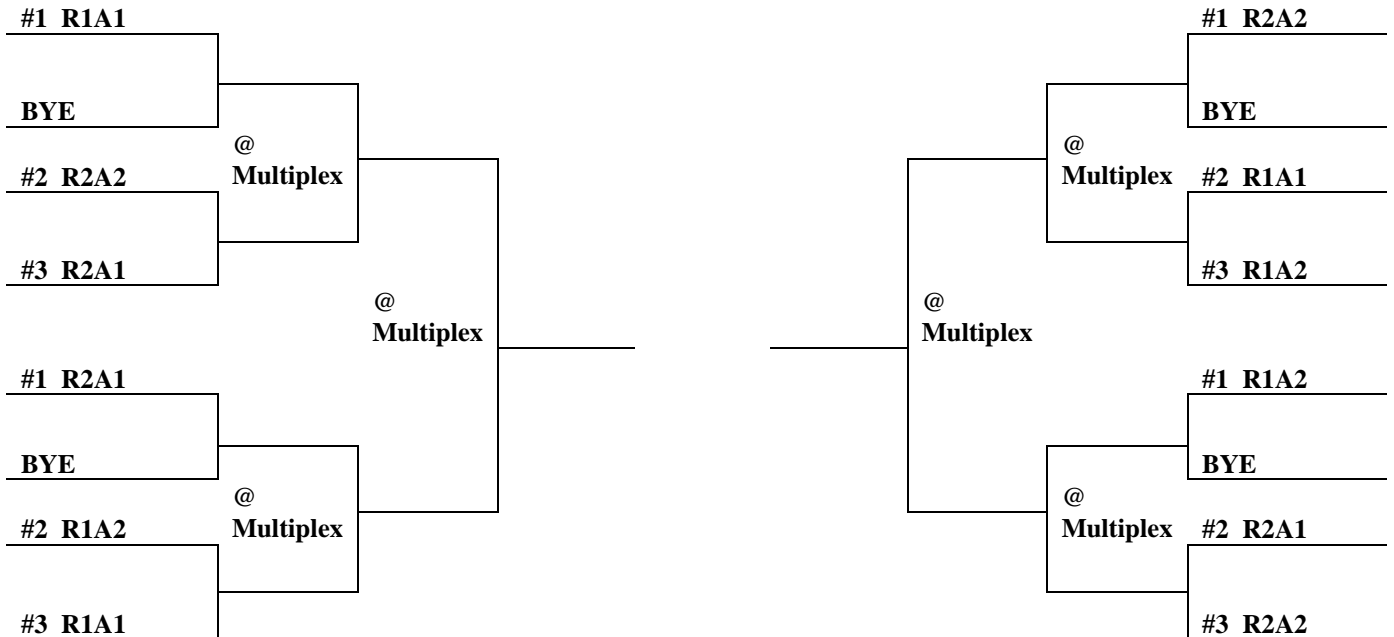 #1 R1A1
BYE
@
Multiplex
#2 R2A2
#3 R2A1
@
Multiplex
#1 R2A1
BYE
@
Multiplex
#2 R1A2
#3 R1A1
#1 R2A2
BYE
@
Multiplex
#2 R1A1
#3 R1A2
@
Multiplex
#1 R1A2
BYE
@
Multiplex
#2 R2A1
#3 R2A2